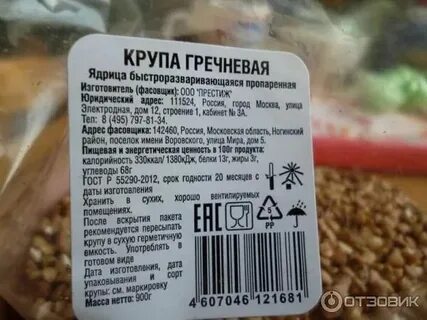 КРУПА ГРЕЧНЕВАЯ
Ядрица быстроразваривающаяся пропаренная
Изготовитель (фасовщик): ООО "ПРЕСТИЖ"
Юридический адрес: 111524, Россия, город Москва, улица
Электродная, дом 12, строение 1, кабинет № 3А.
Тел: 8 (495) 797-81-34.
Адрес фасовщика: 142460, Россия, Московская область, Ногинский
район, поселок имени Воровского, улица Мира, дом 5.
Пищевая и энергетическая ценность в 100г продукта:
калорийность 330ккал/ 1380кДж, белки 13г, жиры 3г,
углеводы 68г
ГОСТ Р 55290-2012, срок годности 20 месяцев с
даты изготовления.
Хранить в сухих, хорошо вентилируемых
помещениях.
После вскрытия пакета
рекомендуется пересыпать
крупу в сухую герметичную
емкость. Употреблять в
готовом виде
Дата изготовления, дата
упаковывания и сорт
крупы: см. маркировку
Масса нетто: 900г
EAC
5
PP
4 607046 121681
ОТЗОВИК